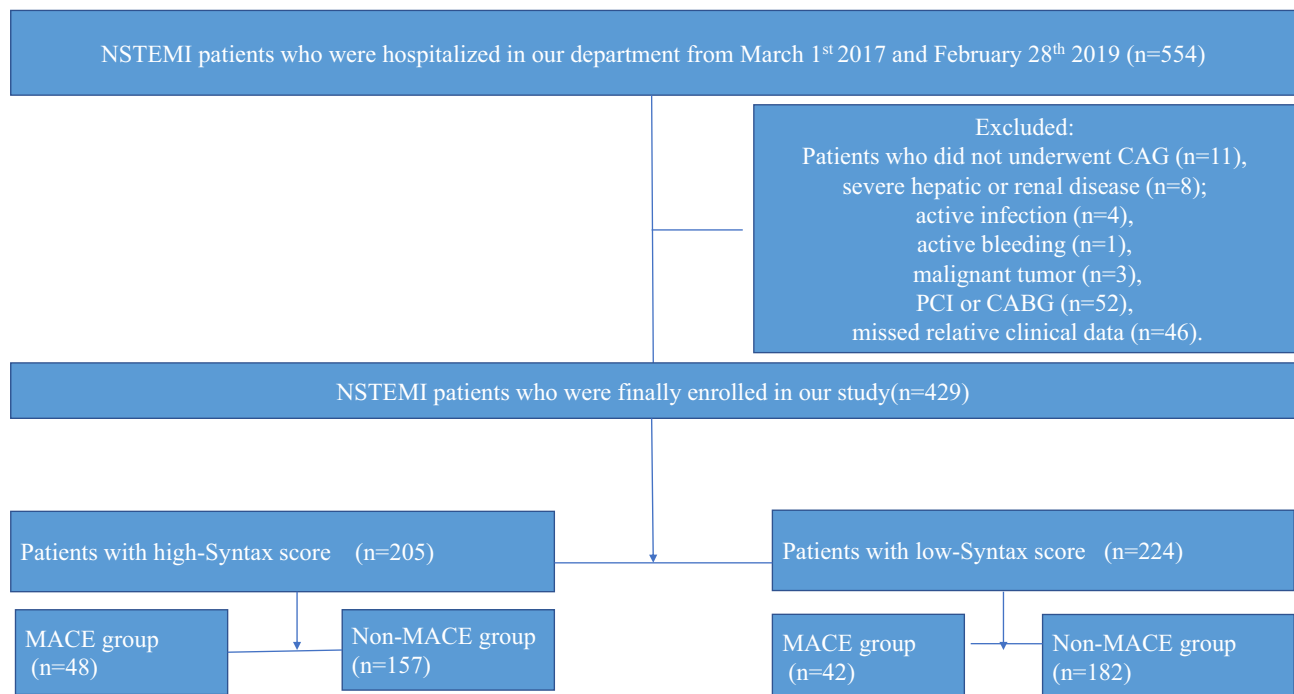 NSTEMI patients who were hospitalized in our department from March 1st 2017 and February 28th 2019 (n=554)
Excluded:
Patients who did not underwent CAG (n=11),
severe hepatic or renal disease (n=8);
active infection (n=4),
active bleeding (n=1),
malignant tumor (n=3),
PCI or CABG (n=52),
missed relative clinical data (n=46).
NSTEMI patients who were finally enrolled in our study(n=429)
Patients with high-Syntax score (n=205)
Patients with low-Syntax score (n=224)
MACE group
(n=48)
Non-MACE group
(n=157)
MACE group
(n=42)
Non-MACE group
(n=182)